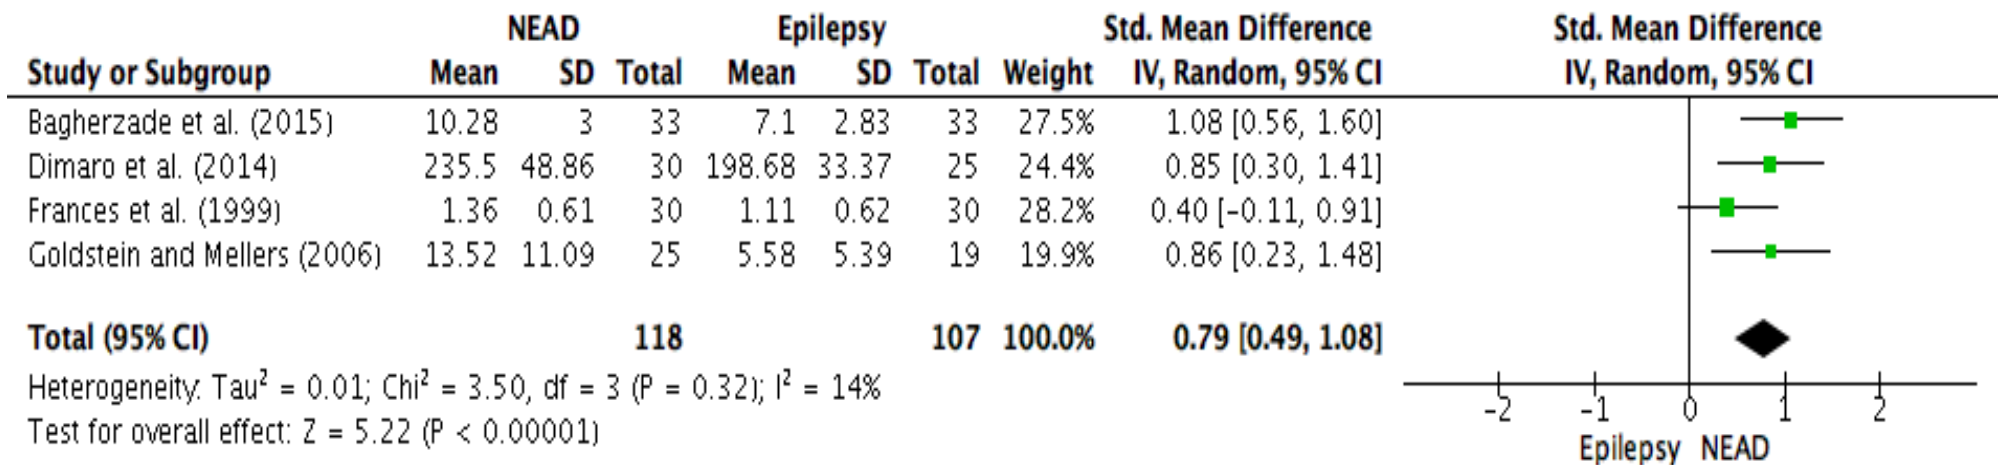 NEAD Epilepsy Std. Mean Difference Std. Mean Difference
Study or Subgroup Mean SD Total Mean SD Total Weight IV, Random, 95% CI IV, Random, 95% CI
Bagherzade et al. (2015) 10.28 3 33 7.1 2.83 33 27.5% 1.08 [0.56, 1.60]
Dimaro et al. (2014) 235.5 48.86 30 198.68 33.37 25 24.4% 0.85 [0.30, 1.41]
Frances et al. (1999) 1.36 0.61 30 1.11 0.62 30 28.2% 0.40 [-0.11, 0.91]
Goldstein and Mellers (2006) 13.52 11.09 25 5.58 5.39 19 19.9% 0.86 [0.23, 1.48]
Total (95% CI) 118 107 100.0% 0.79 [0.49, 1.08]
Heterogeneity: Tau² = 0.01; Chi² = 3.50, df = 3 (P = 0.32); I² = 14%
Test for overall effect: Z = 5.22 (P < 0.00001)
-2 -1 0 1 2
Epilepsy NEAD